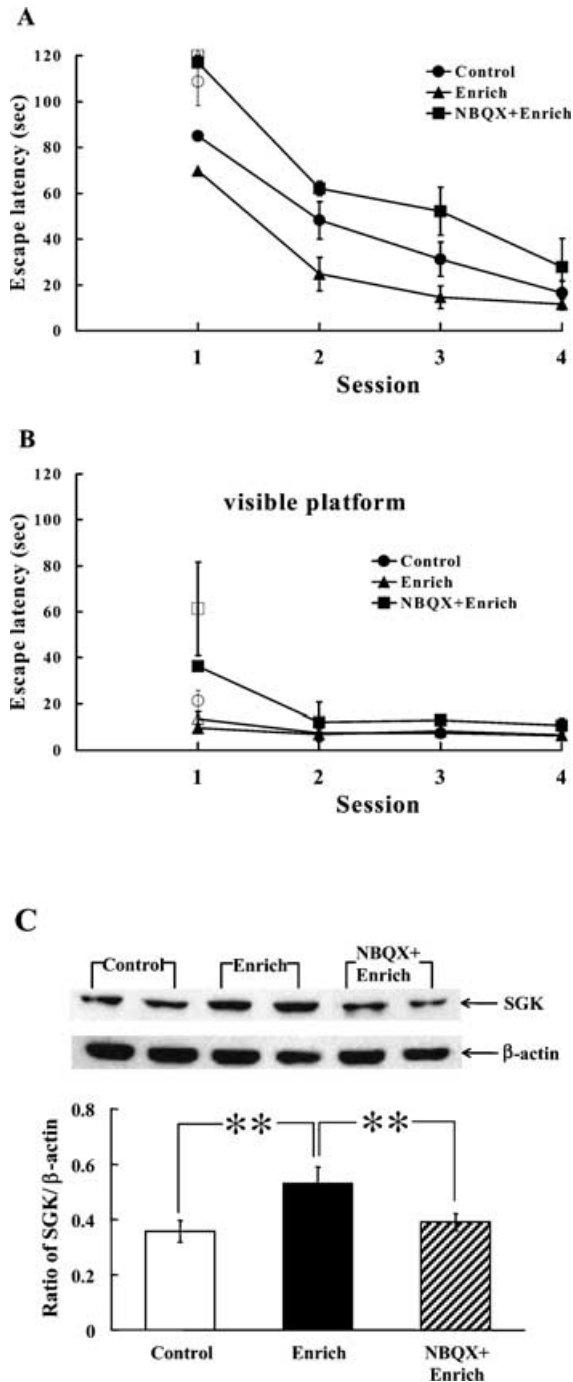 A
120
100
80
60
40
20
0
Escape latency (sec)
Control
Enrich
NBQX+Enrich
1 2 3 4
Session
B
120
100
80
60
40
20
0
Escape latency (sec)
visible platform
Control
Enrich
NBQX+Enrich
1 2 3 4
Session
C
Control
Enrich
NBQX+
Enrich
SGK
β-actin
0.8
0.6
0.4
0.2
0
Ratio of SGK/β-actin
** **
Control
Enrich
NBQX+
Enrich